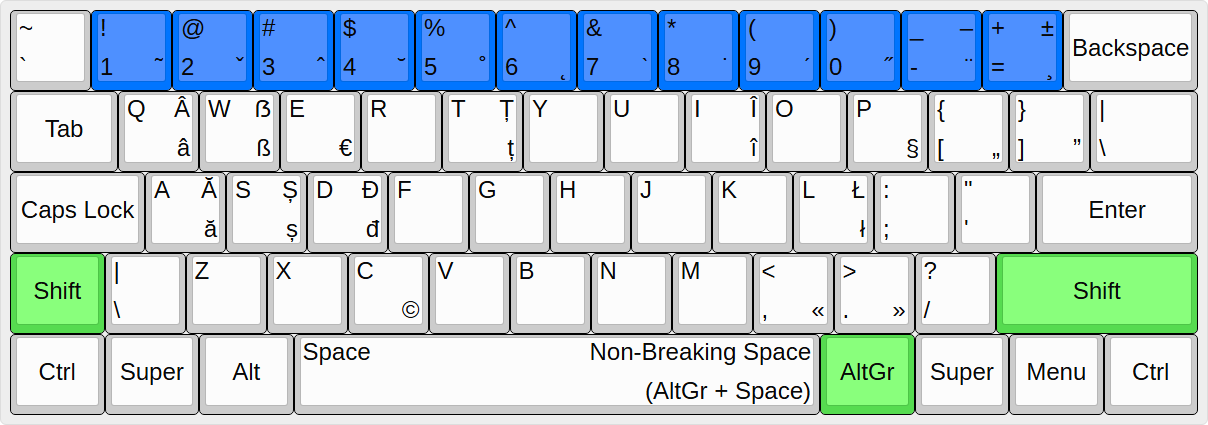 ~ ! @ # $ % ^ & * ( ) _ – + ± Backspace
` 1 ˜ 2 ˇ 3 ˆ 4 ˘ 5 ˚ 6 ˛ 7 ` 8 ˙ 9 ´ 0 ˝ - ¨ = ¸
Tab Q Â W ẞ E R T Ț Y U I Î O P { } |
â ß € ț î § [ „ ] ” \
Caps Lock A Ă S Ș D Đ F G H J K L Ł : " Enter
ă ș đ ł ; '
Shift | Z X C V B N M < > ? Shift
\ © , « . » /
Ctrl Super Alt Space Non-Breaking Space AltGr Super Menu Ctrl
(AltGr + Space)